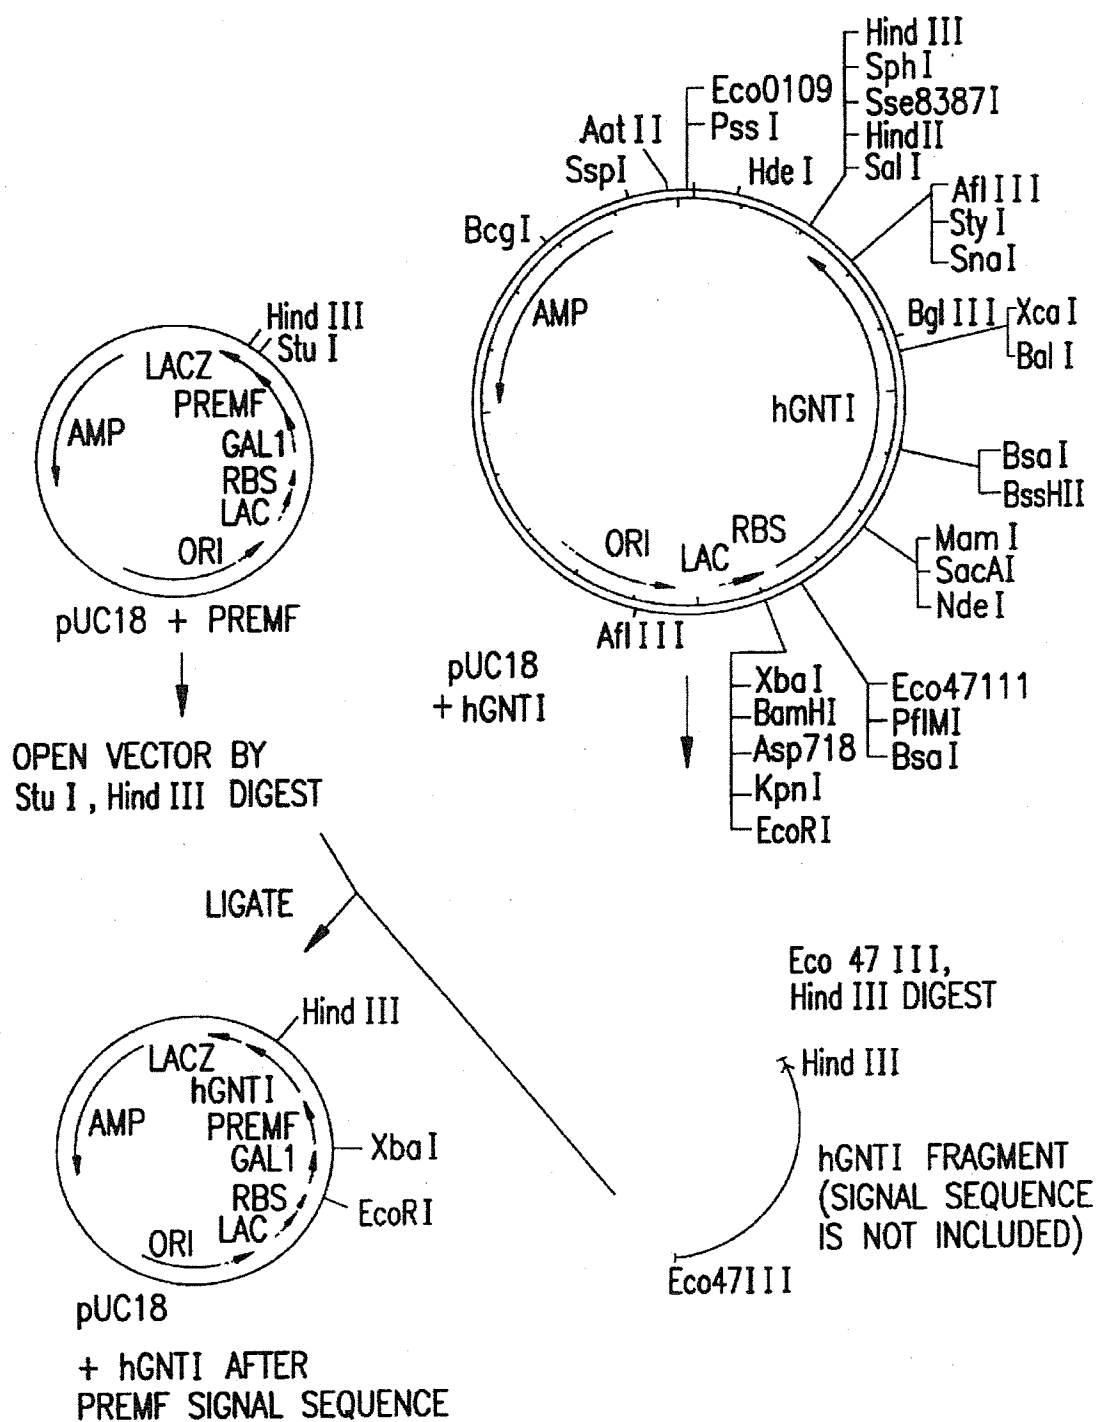 Hind III
Sph I
Sse8387I
Hind II
Sal I
Eco0109
Pss I
Aat II
Ssp I
Hde I
Afl III
Sty I
Sna I
Bcg I
AMP
Bgl III
Xca I
Bal I
hGNTI
Bsa I
BssHII
Mam I
SacAI
Nde I
RBS
ORI
LAC
Afl III
pUC18
+ hGNTI
Xba I
BamHI
Asp718
Kpn I
EcoRI
Eco47111
PflMI
Bsa I
Hind III
Stu I
LACZ
PREMF
AMP
GAL1
RBS
LAC
ORI
pUC18 + PREMF
OPEN VECTOR BY
Stu I , Hind III DIGEST
LIGATE
Eco 47 III,
Hind III DIGEST
Hind III
hGNTI FRAGMENT
(SIGNAL SEQUENCE
IS NOT INCLUDED)
Eco47III
Hind III
LACZ
hGNTI
AMP
PREMF
GAL1
Xba I
RBS
EcoRI
LAC
ORI
pUC18
+ hGNTI AFTER
PREMF SIGNAL SEQUENCE